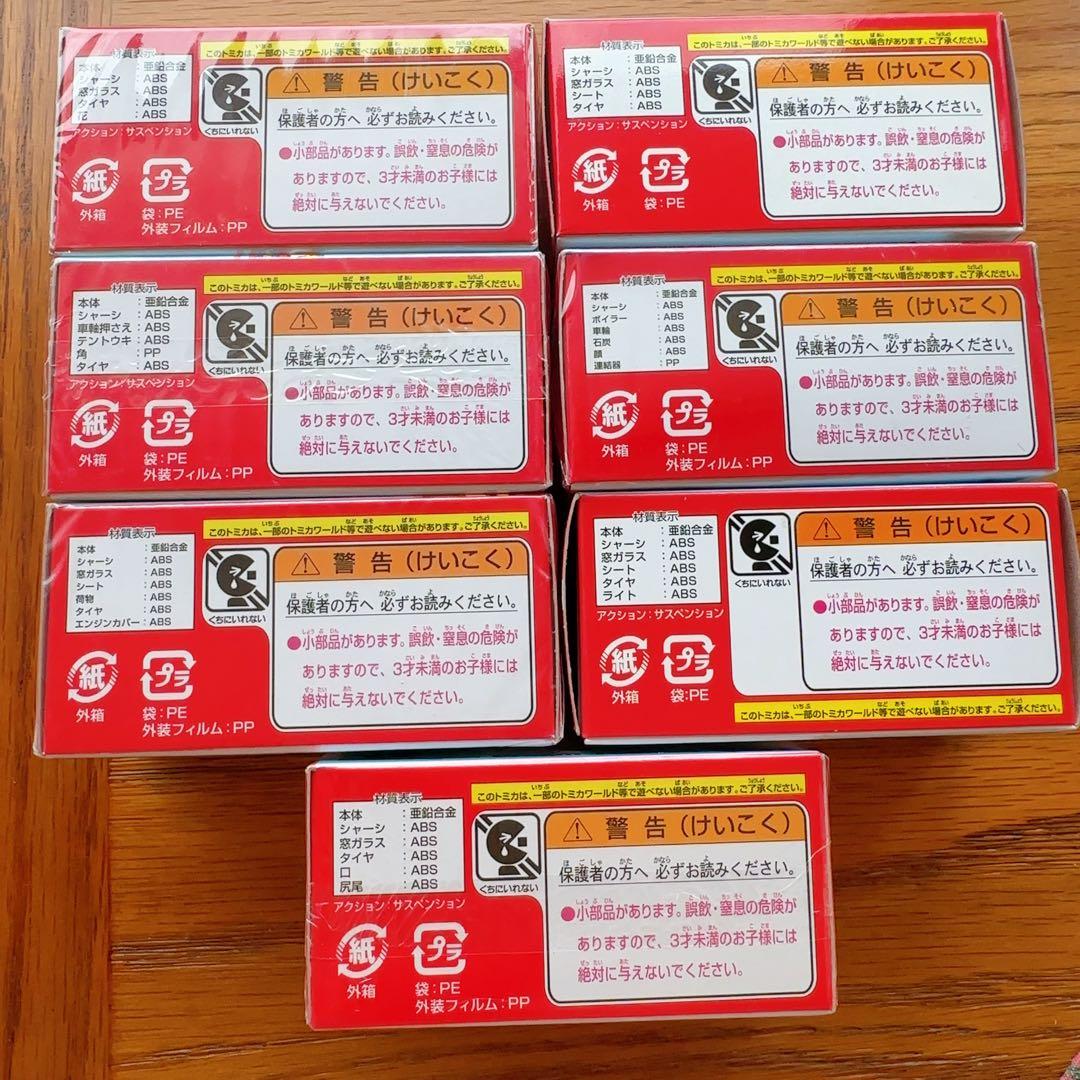 材質表示
本体 : 亜鉛合金
シャーシ : ABS
窓ガラス : ABS
タイヤ : ABS
花 : ABS
アクション:サスペンション
紙
外箱
プラ
袋:PE
外装フィルム:PP
このトミカは、一部のトミカワールド等で遊べない場合があります。ご了承ください。
くちにいれない
警告(けいこく)
保護者の方へ 必ずお読みください。
●小部品があります。誤飲・窒息の危険が
ありますので、3才未満のお子様には
絶対に与えないでください。
材質表示
本体 : 亜鉛合金
シャーシ : ABS
窓ガラス : ABS
シート : ABS
タイヤ : ABS
アクション:サスペンション
紙
外箱
プラ
袋:PE
このトミカは、一部のトミカワールド等で遊べない場合があります。ご了承ください。
くちにいれない
警告(けいこく)
保護者の方へ 必ずお読みください。
●小部品があります。誤飲・窒息の危険が
ありますので、3才未満のお子様には
絶対に与えないでください。
材質表示
本体 : 亜鉛合金
シャーシ : ABS
車輪押さえ : ABS
テントウキ : ABS
角 : PP
タイヤ : ABS
アクション:サスペンション
紙
外箱
プラ
袋:PE
外装フィルム:PP
このトミカは、一部のトミカワールド等で遊べない場合があります。ご了承ください。
くちにいれない
警告(けいこく)
保護者の方へ 必ずお読みください。
●小部品があります。誤飲・窒息の危険が
ありますので、3才未満のお子様には
絶対に与えないでください。
材質表示
本体 : 亜鉛合金
シャーシ : ABS
ボイラー : ABS
車輪 : ABS
石炭 : ABS
顔 : ABS
連結器 : PP
紙
外箱
プラ
袋:PE
外装フィルム:PP
このトミカは、一部のトミカワールド等で遊べない場合があります。ご了承ください。
くちにいれない
警告(けいこく)
保護者の方へ 必ずお読みください。
●小部品があります。誤飲・窒息の危険が
ありますので、3才未満のお子様には
絶対に与えないでください。
材質表示
本体 : 亜鉛合金
シャーシ : ABS
窓ガラス : ABS
シート : ABS
荷物 : ABS
タイヤ : ABS
エンジンカバー : ABS
紙
外箱
プラ
袋:PE
外装フィルム:PP
このトミカは、一部のトミカワールド等で遊べない場合があります。ご了承ください。
くちにいれない
警告(けいこく)
保護者の方へ 必ずお読みください。
●小部品があります。誤飲・窒息の危険が
ありますので、3才未満のお子様には
絶対に与えないでください。
材質表示
本体 : 亜鉛合金
シャーシ : ABS
窓ガラス : ABS
シート : ABS
タイヤ : ABS
ライト : ABS
アクション:サスペンション
紙
外箱
プラ
袋:PE
くちにいれない
警告(けいこく)
保護者の方へ 必ずお読みください。
●小部品があります。誤飲・窒息の危険が
ありますので、3才未満のお子様には
絶対に与えないでください。
このトミカは、一部のトミカワールド等で遊べない場合があります。ご了承ください。
材質表示
本体 : 亜鉛合金
シャーシ : ABS
窓ガラス : ABS
タイヤ : ABS
口 : ABS
尻尾 : ABS
アクション:サスペンション
紙
外箱
プラ
袋:PE
外装フィルム:PP
このトミカは、一部のトミカワールド等で遊べない場合があります。ご了承ください。
くちにいれない
警告(けいこく)
保護者の方へ 必ずお読みください。
●小部品があります。誤飲・窒息の危険が
ありますので、3才未満のお子様には
絶対に与えないでください。